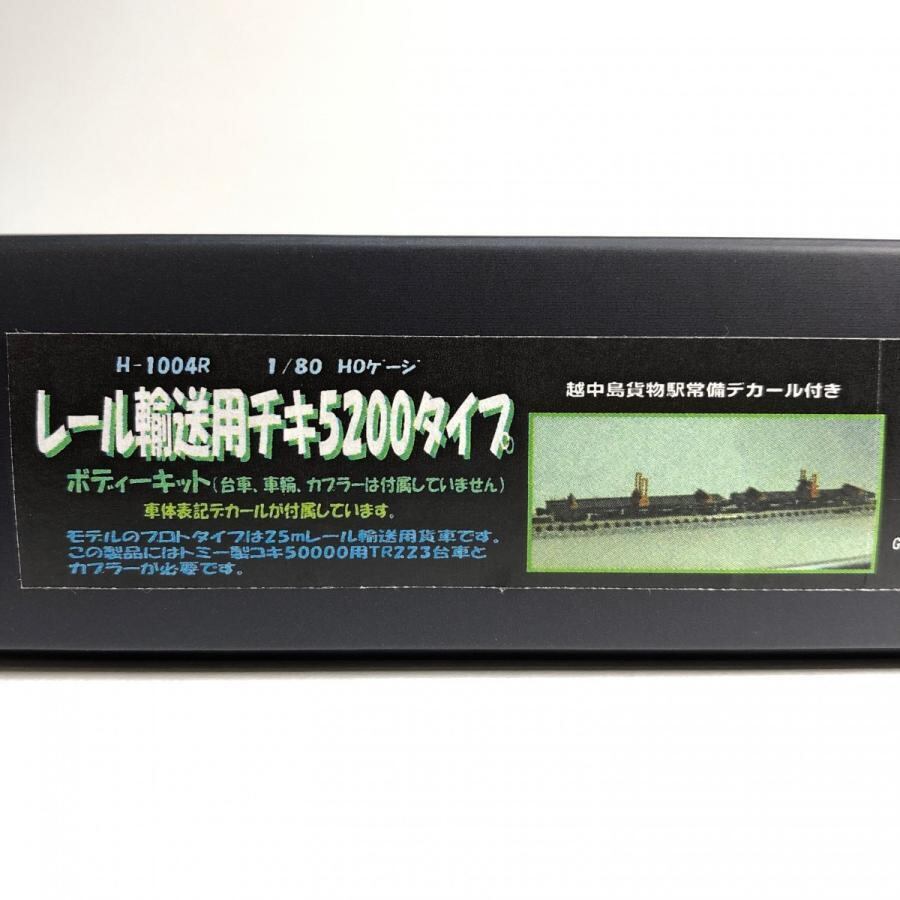 H-1004R 1/80 HOゲージ
レール輸送用チキ5200タイプ。
ボディーキット(台車、車輪、カプラーは付属していません)
車体表記デカールが付属しています。
モデルのプロトタイプは25mレール輸送用貨車です。
この製品にはトミー製コキ50000用TR223台車と
カプラーが必要です。
越中島貨物駅常備デカール付き
G